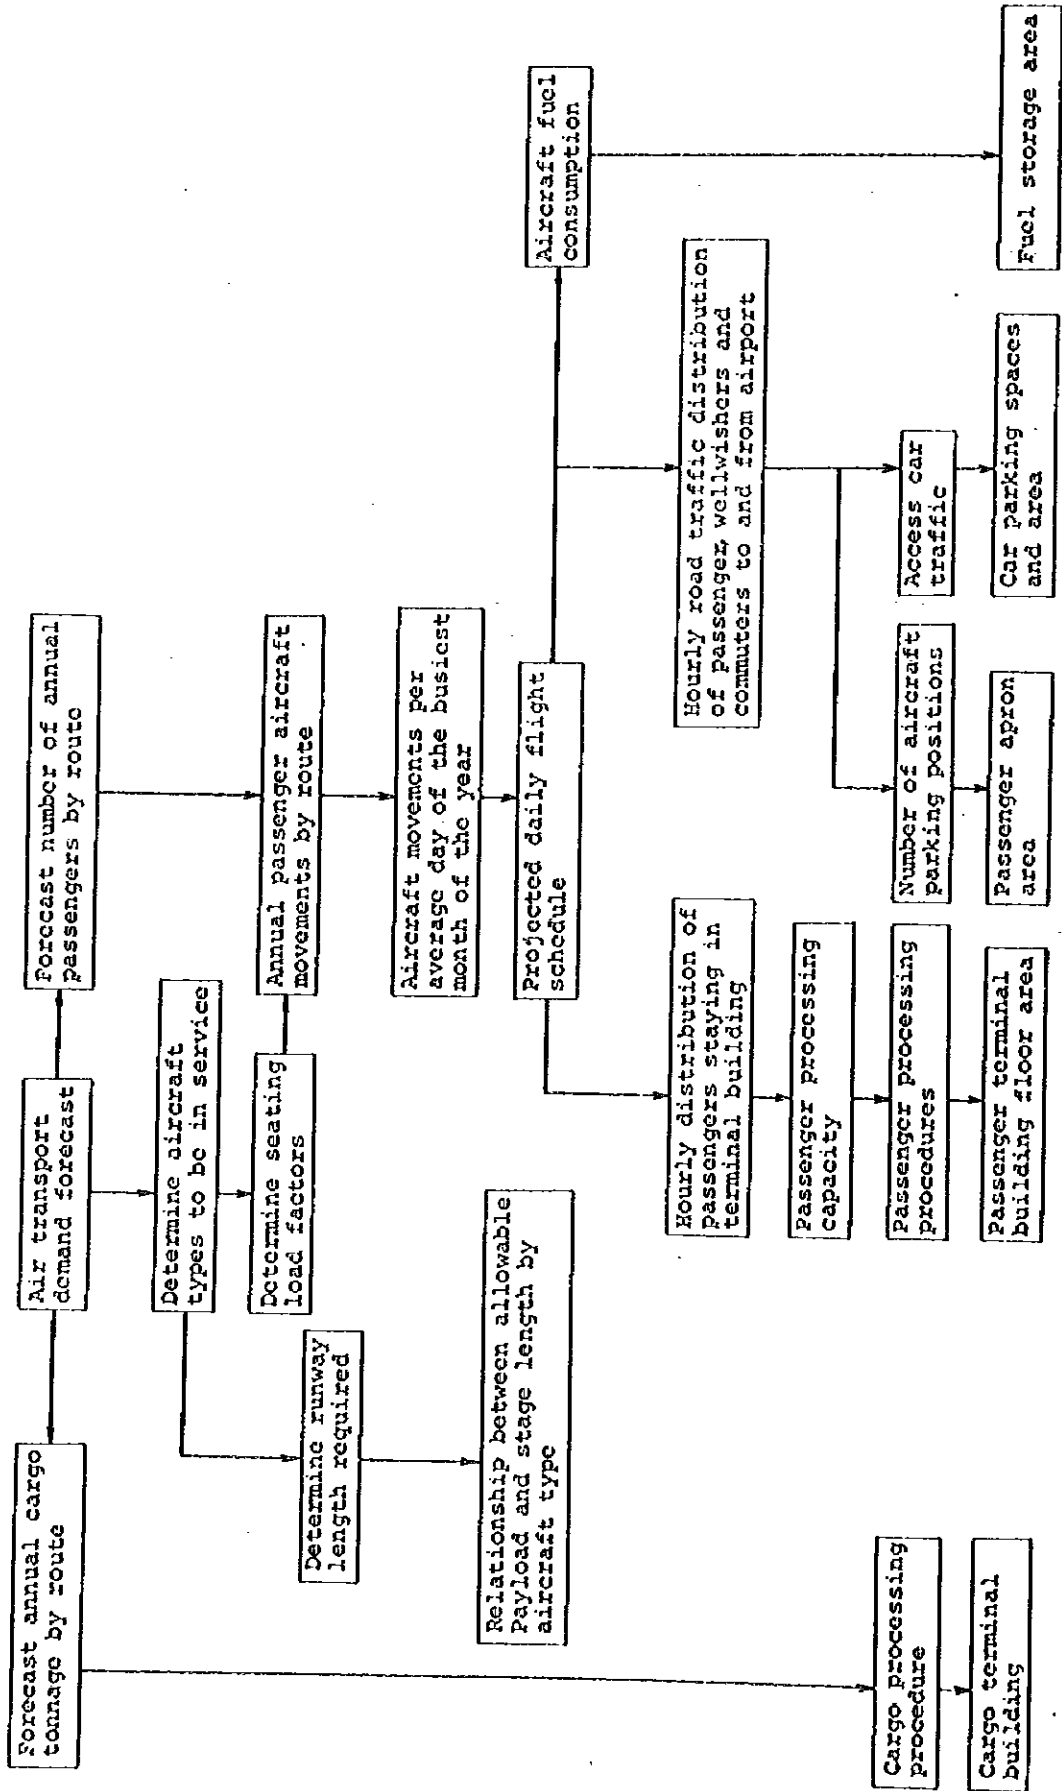 Forecast annual cargo
tonnage by route
Air transport
demand forecast
Forecast number of annual
passengers by route
Determine aircraft
types to be in service
Determine seating
load factors
Annual passenger aircraft
movements by route
Determine runway
length required
Aircraft movements per
average day of the busiest
month of the year
Relationship between allowable
Payload and stage length by
aircraft type
Projected daily flight
schedule
Aircraft fuel
consumption
Hourly distribution of
passengers staying in
terminal building
Hourly road traffic distribution
of passenger, wellwishers and
commuters to and from airport
Passenger processing
capacity
Cargo processing
procedure
Passenger processing
procedures
Number of aircraft
parking positions
Access car
traffic
Cargo terminal
building
Passenger terminal
building floor area
Passenger apron
area
Car parking spaces
and area
Fuel storage area